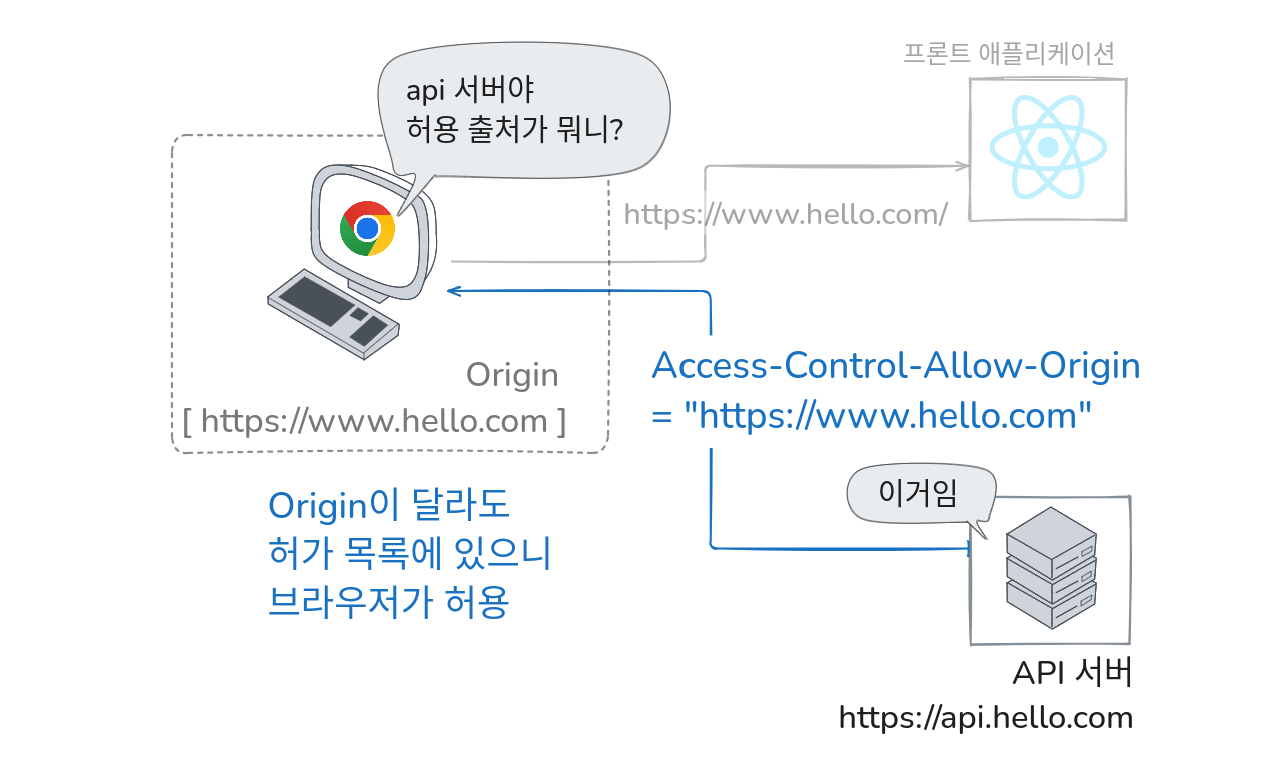 프론트 애플리케이션
api 서버야
허용 출처가 뭐니?
https://www.hello.com/
Origin
[ https://www.hello.com ]
Access-Control-Allow-Origin
= "https://www.hello.com"
Origin이 달라도
허가 목록에 있으니
브라우저가 허용
이거임
API 서버
https://api.hello.com